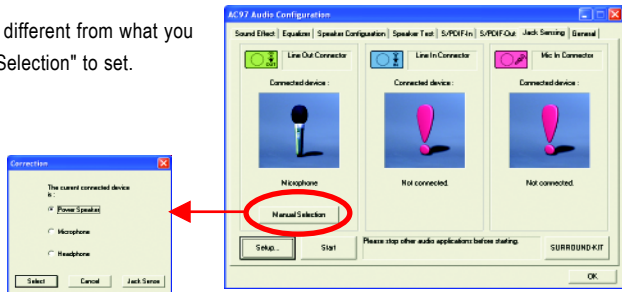 different from what you
Selection" to set.
AC97 Audio Configuration
Sound Effect Equalizer Speaker Configuration Speaker Test S/PDIF-In S/PDIF-Out Jack Sensing General
Line Out Connector
Line In Connector
Mic In Connector
OUT
IN
Connected device :
Connected device :
Connected device :
Microphone
Not connected.
Not connected.
Manual Selection
Setup...
Start
Please stop other audio applications before starting.
SURROUND-KIT
OK
Correction
The current connected device
is :
Power Speaker
Microphone
Headphone
Select
Cancel
Jack Sense